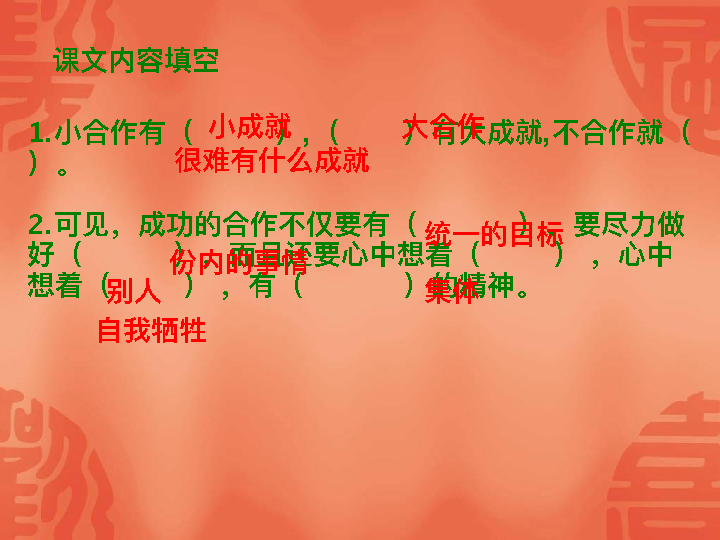 课文内容填空
1.小合作有（小成就），（大合作）有大成就,不合作就（
）。很难有什么成就
2.可见，成功的合作不仅要有（统一的目标），要尽力做
好（份内的事情），而且还要心中想着（　　）　，心中
想着（别人　　）　，有（　　）的精神。
集体
自我牺牲